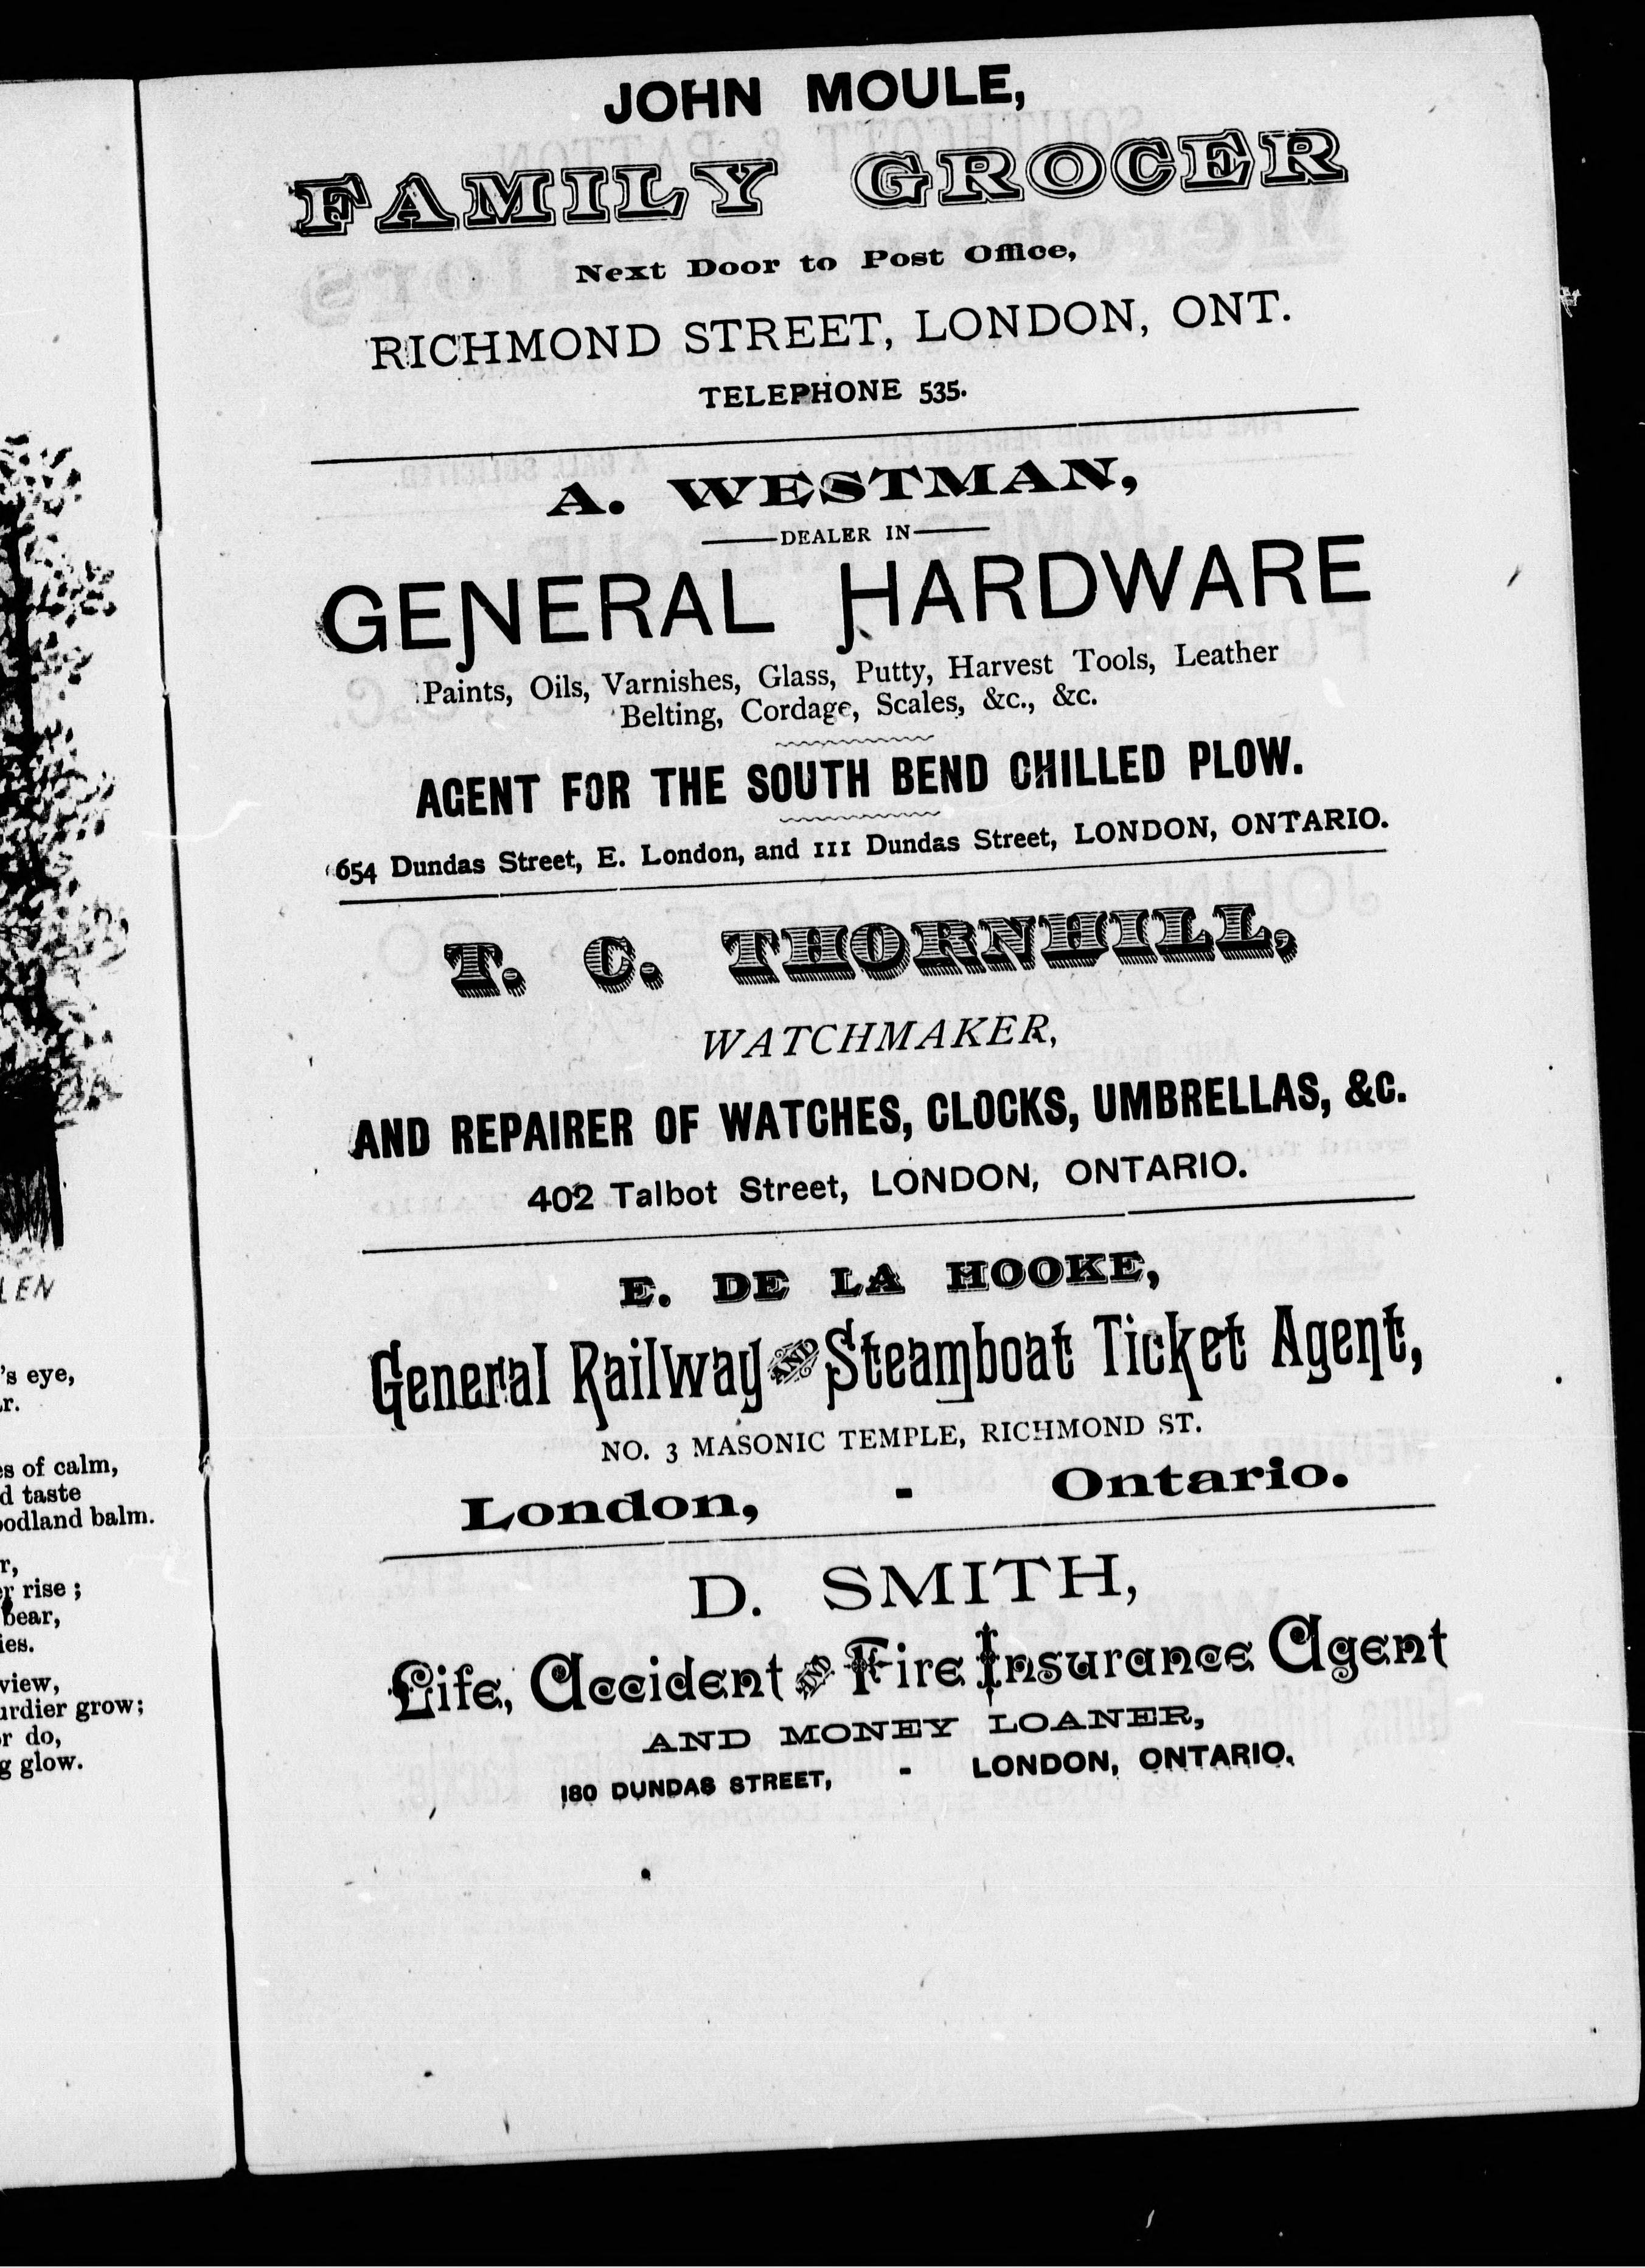 LEN
's eye,
r.
es of calm,
d taste
oodland balm.
r,
er rise ;
bear,
ies.
view,
urdier grow;
or do,
g glow.
JOHN MOULE,
FAMILY GROCER
Next Door to Post Office,
RICHMOND STREET, LONDON, ONT.
TELEPHONE 535.
A. WESTMAN,
DEALER IN
GENERAL HARDWARE
Paints, Oils, Varnishes, Glass, Putty, Harvest Tools, Leather
Belting, Cordage, Scales, &c., &c.
AGENT FOR THE SOUTH BEND CHILLED PLOW.
654 Dundas Street, E. London, and 111 Dundas Street, LONDON, ONTARIO.
T. C. THORNHILL,
WATCHMAKER,
AND REPAIRER OF WATCHES, CLOCKS, UMBRELLAS, &C.
402 Talbot Street, LONDON, ONTARIO.
E. DE LA HOOKE,
General Railway AND Steamboat Ticket Agent,
NO. 3 MASONIC TEMPLE, RICHMOND ST.
London, - Ontario.
D. SMITH,
Life, Accident AND Fire Insurance Agent
AND MONEY LOANER,
180 DUNDAS STREET, - LONDON, ONTARIO.